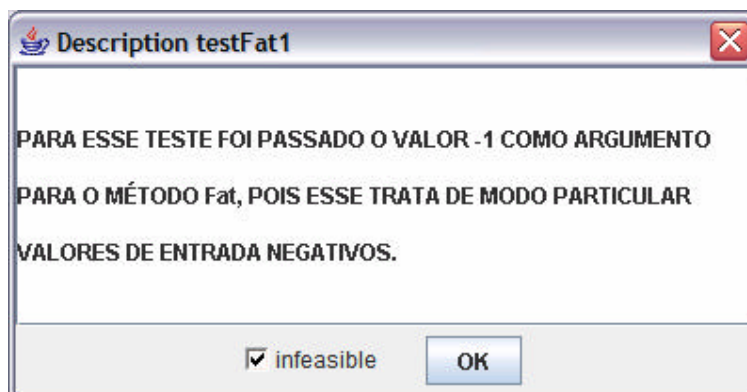 Description testFat1
PARA ESSE TESTE FOI PASSADO O VALOR -1 COMO ARGUMENTO
PARA O MÉTODO Fat, POIS ESSE TRATA DE MODO PARTICULAR
VALORES DE ENTRADA NEGATIVOS.
infeasible OK